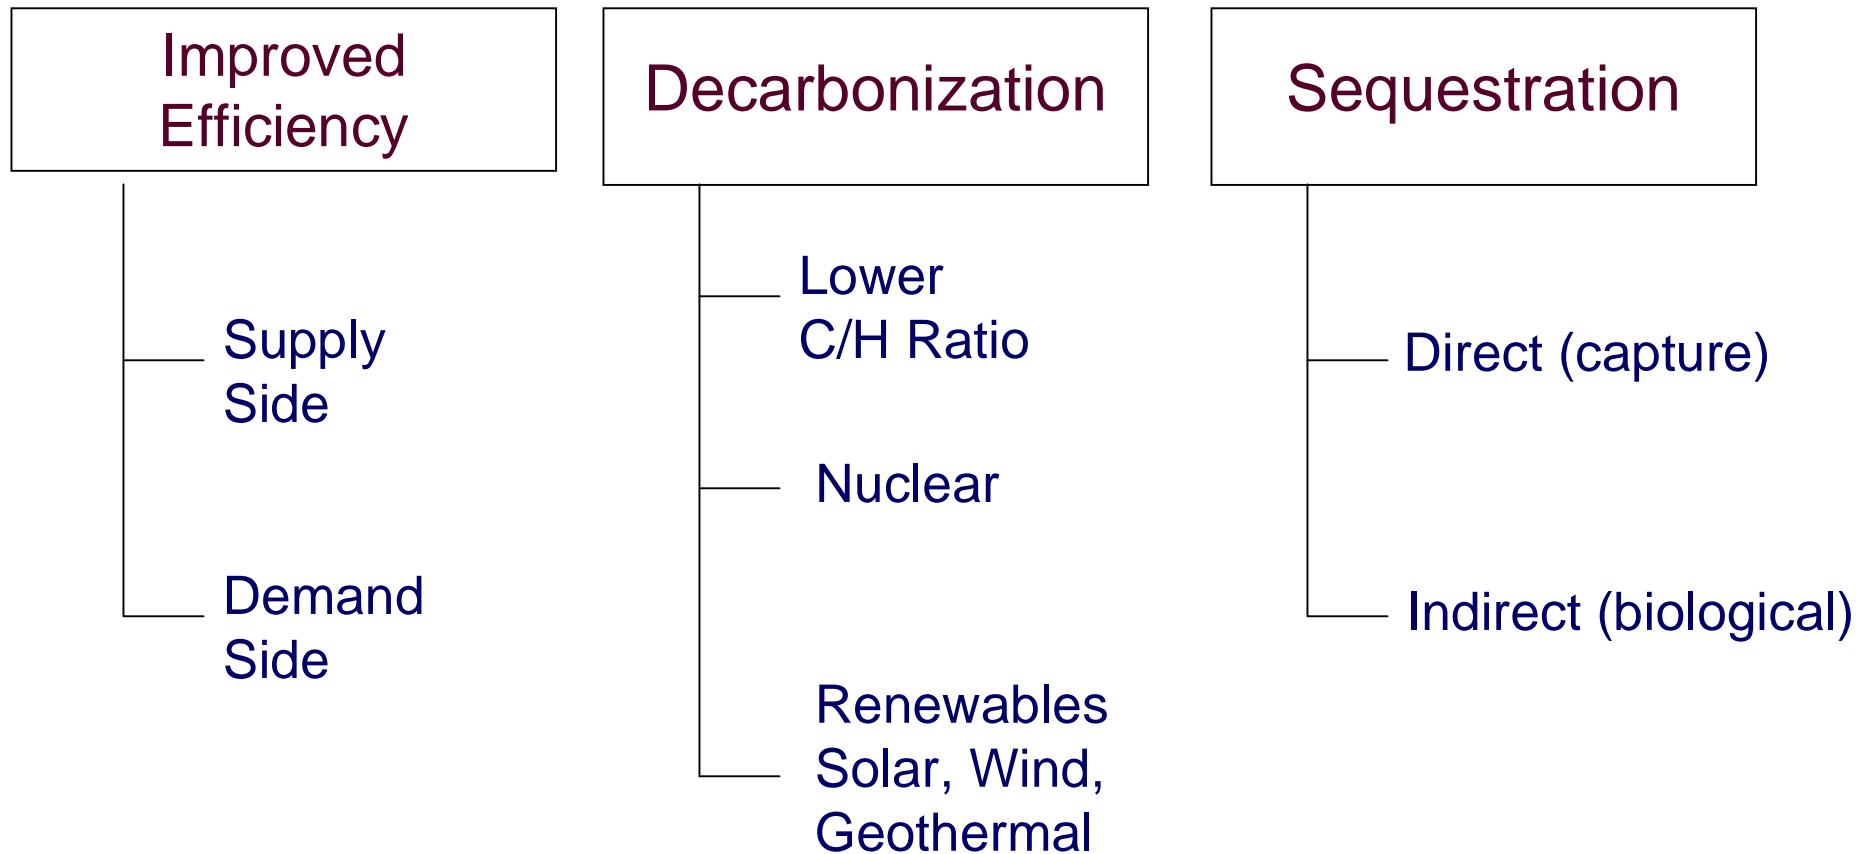 Improved
Efficiency
Supply
Side
Demand
Side
Decarbonization
Lower
C/H Ratio
Nuclear
Renewables
Solar, Wind,
Geothermal
Sequestration
Direct (capture)
Indirect (biological)